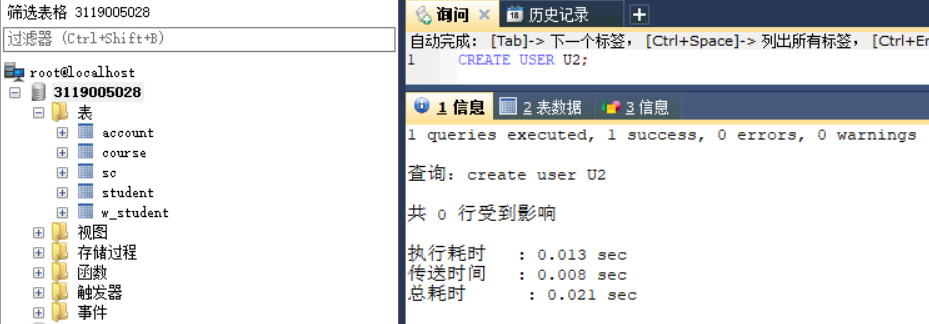 筛选表格 3119005028
过滤器 (Ctrl+Shift+B)
root@localhost
3119005028
表
account
course
sc
student
w_student
视图
存储过程
函数
触发器
事件
询问
历史记录
自动完成: [Tab]-> 下一个标签, [Ctrl+Space]-> 列出所有标签, [Ctrl+En
1 CREATE USER U2;
1 信息 2 表数据 3 信息
1 queries executed, 1 success, 0 errors, 0 warnings
查询: create user U2
共 0 行受到影响
执行耗时 : 0.013 sec
传送时间 : 0.008 sec
总耗时 : 0.021 sec